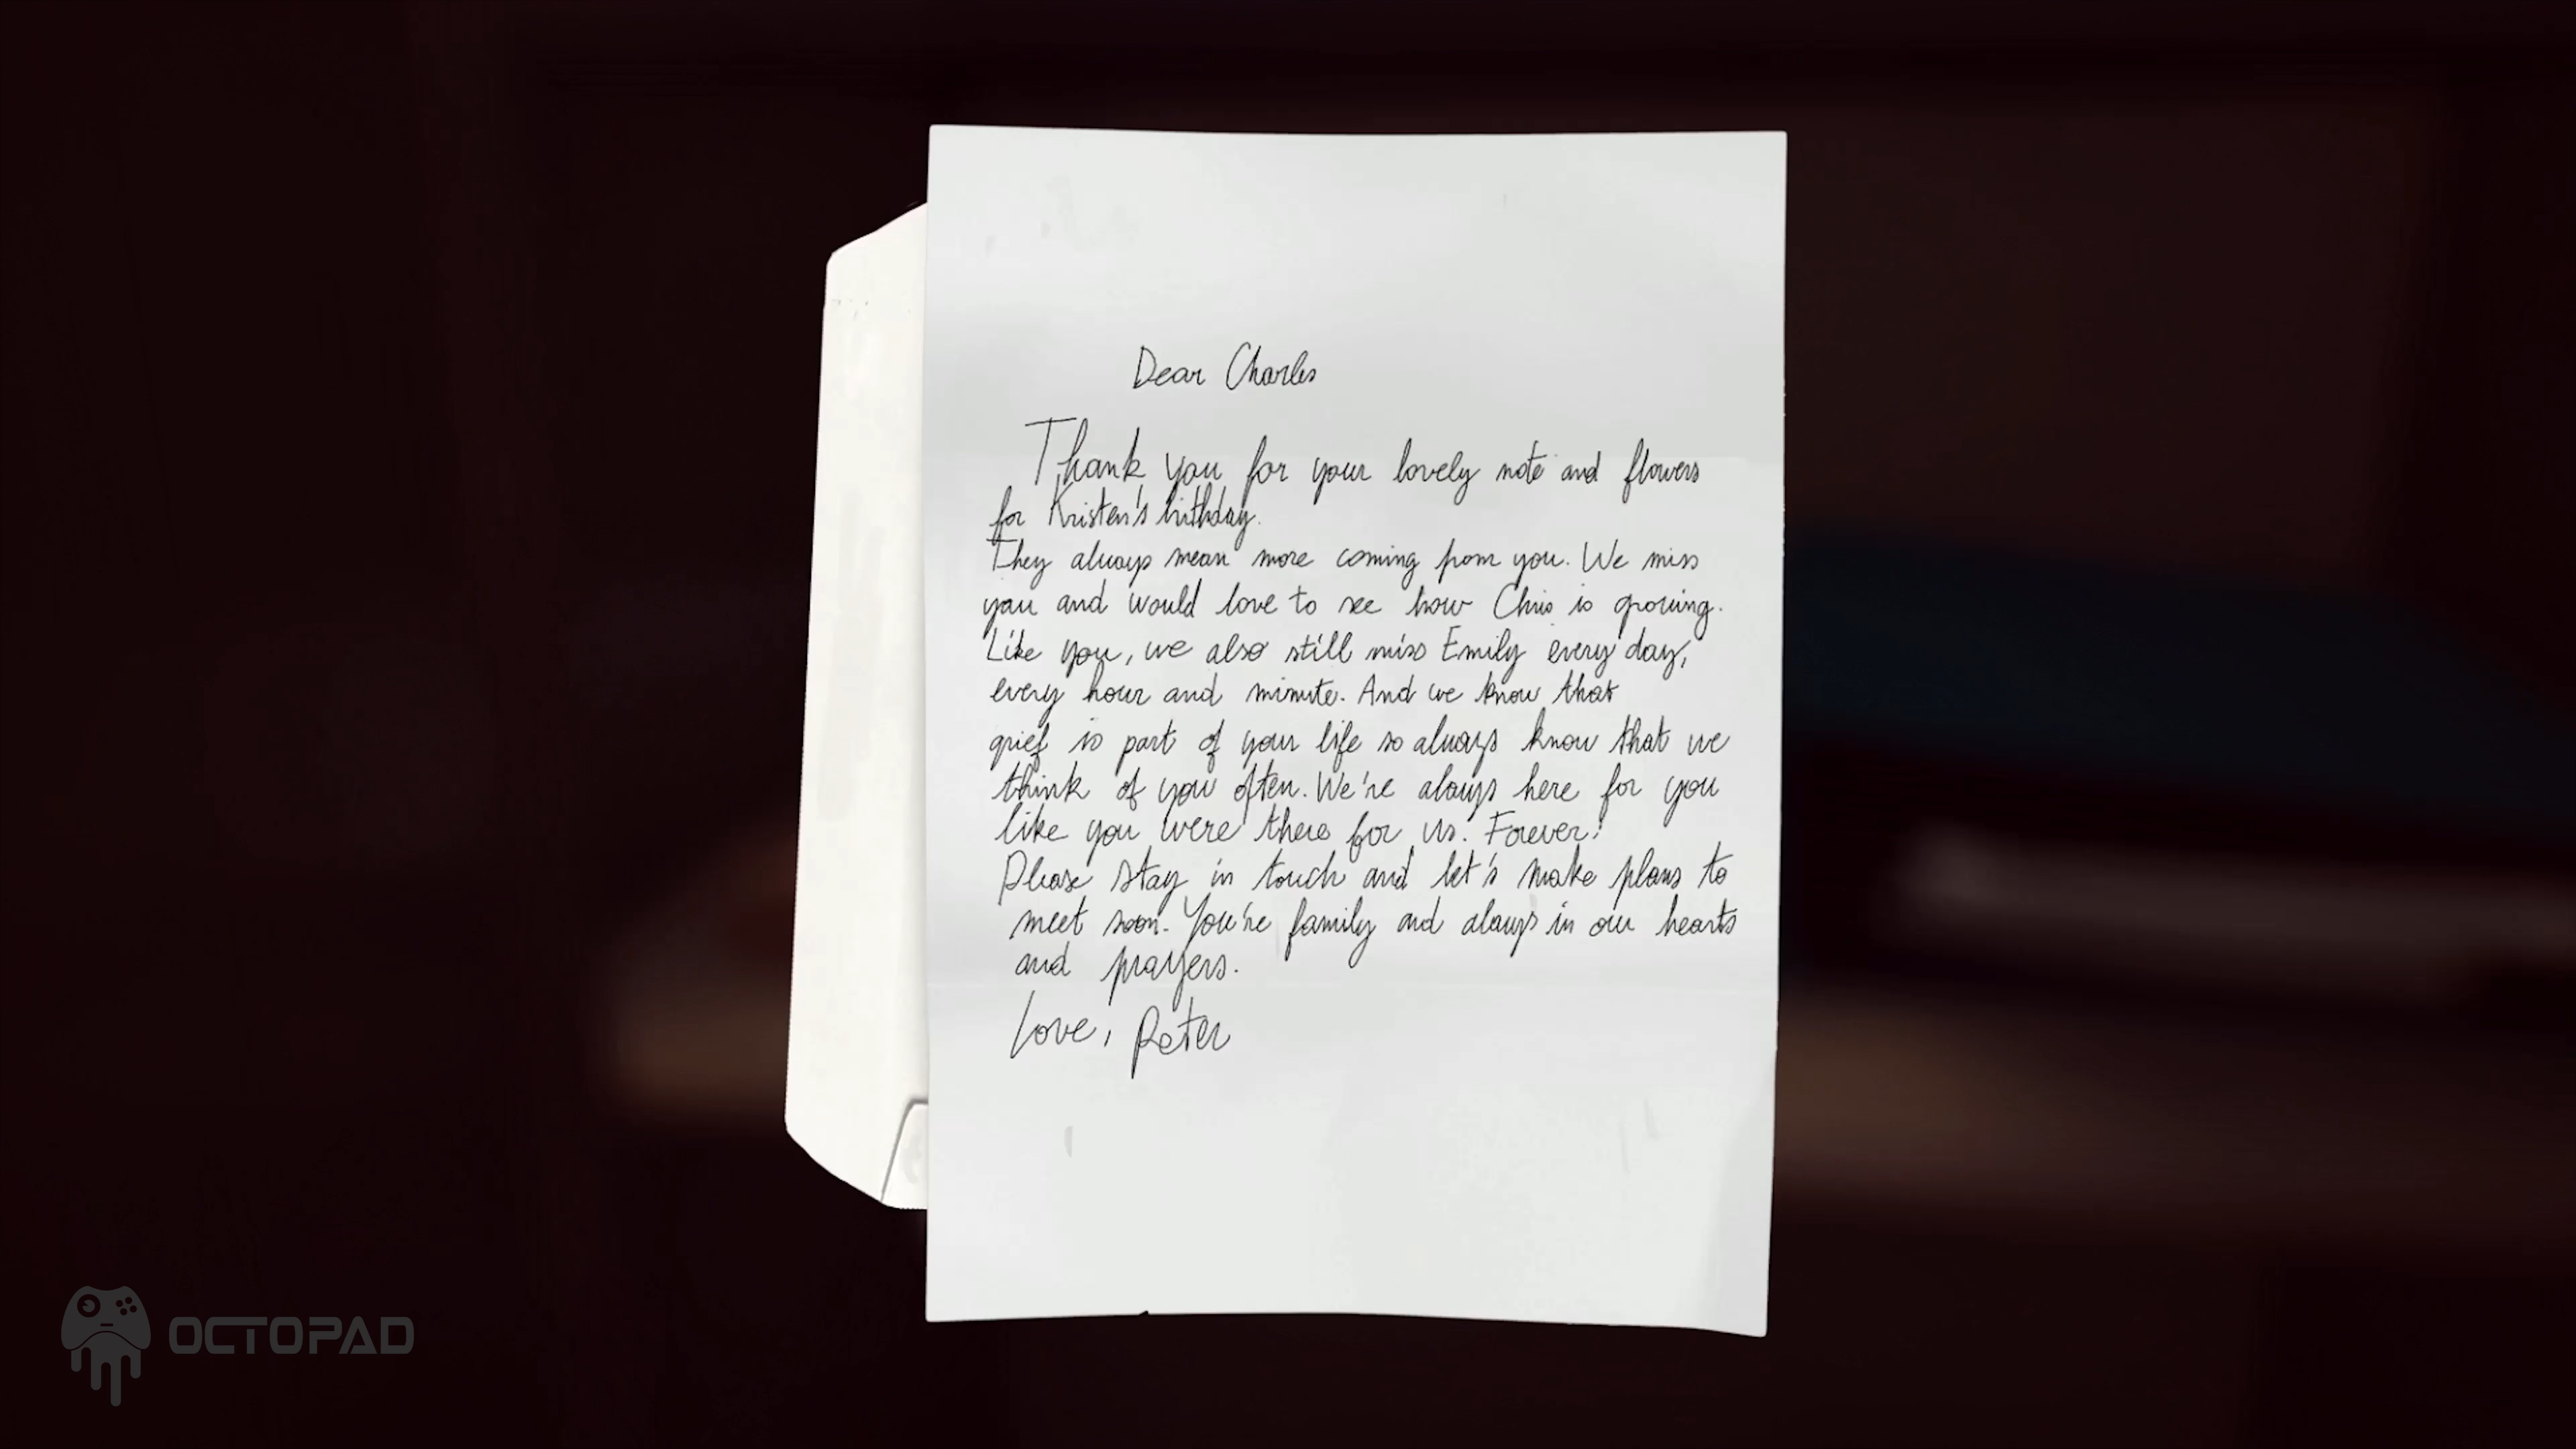 Dear Charles
Thank you for your lovely note and flowers
for Kristen's birthday.
They always mean more coming from you. We miss
you and would love to see how Chris is growing.
Like you, we also still miss Emily every day,
every hour and minute. And we know that
grief is part of your life so always know that we
think of you often. We're always here for you
like you were there for us. Forever.
Please stay in touch and let's make plans to
meet soon. You're family and always in our hearts
and prayers.
Love, Peter
OCTOPAD